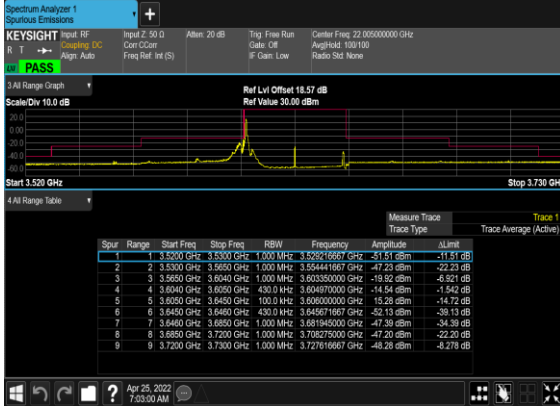 Spectrum Analyzer 1
Spurious Emissions
+
KEYSIGHT Input: RF Input Z: 50 Ω Atten: 20 dB Trig: Free Run Center Freq: 22.005000000 GHz
R T Coupling: DC Corr CCorr Gate: Off Avg|Hold: 100/100
Align: Auto Freq Ref: Int (S) IF Gain: Low Radio Std: None
PASS
3 All Range Graph
Ref Lvl Offset 18.57 dB
Scale/Div 10.0 dB Ref Value 30.00 dBm
20.0
0.00
-20.0
-40.0
-60.0
Start 3.520 GHz Stop 3.730 GH
4 All Range Table
Measure Trace Trace 1
Trace Type Trace Average (Active)
Spur Range Start Freq Stop Freq RBW Frequency Amplitude ΔLimit
1 1 3.5200 GHz 3.5300 GHz 1.000 MHz 3.529216667 GHz -51.51 dBm -11.51 dB
2 2 3.5300 GHz 3.5650 GHz 1.000 MHz 3.554441667 GHz -47.23 dBm -22.23 dB
3 3 3.5650 GHz 3.6040 GHz 1.000 MHz 3.603350000 GHz -19.92 dBm -6.921 dB
4 4 3.6040 GHz 3.6050 GHz 430.0 kHz 3.604970000 GHz -14.54 dBm -1.542 dB
5 5 3.6050 GHz 3.6450 GHz 100.0 kHz 3.606000000 GHz 15.28 dBm -14.72 dB
6 6 3.6450 GHz 3.6460 GHz 430.0 kHz 3.645671667 GHz -52.13 dBm -39.13 dB
7 7 3.6460 GHz 3.6850 GHz 1.000 MHz 3.681945000 GHz -47.39 dBm -34.39 dB
8 8 3.6850 GHz 3.7200 GHz 1.000 MHz 3.708275000 GHz -47.20 dBm -22.20 dB
9 9 3.7200 GHz 3.7300 GHz 1.000 MHz 3.727616667 GHz -48.28 dBm -8.278 dB
? Apr 25, 2022
7:03:00 AM